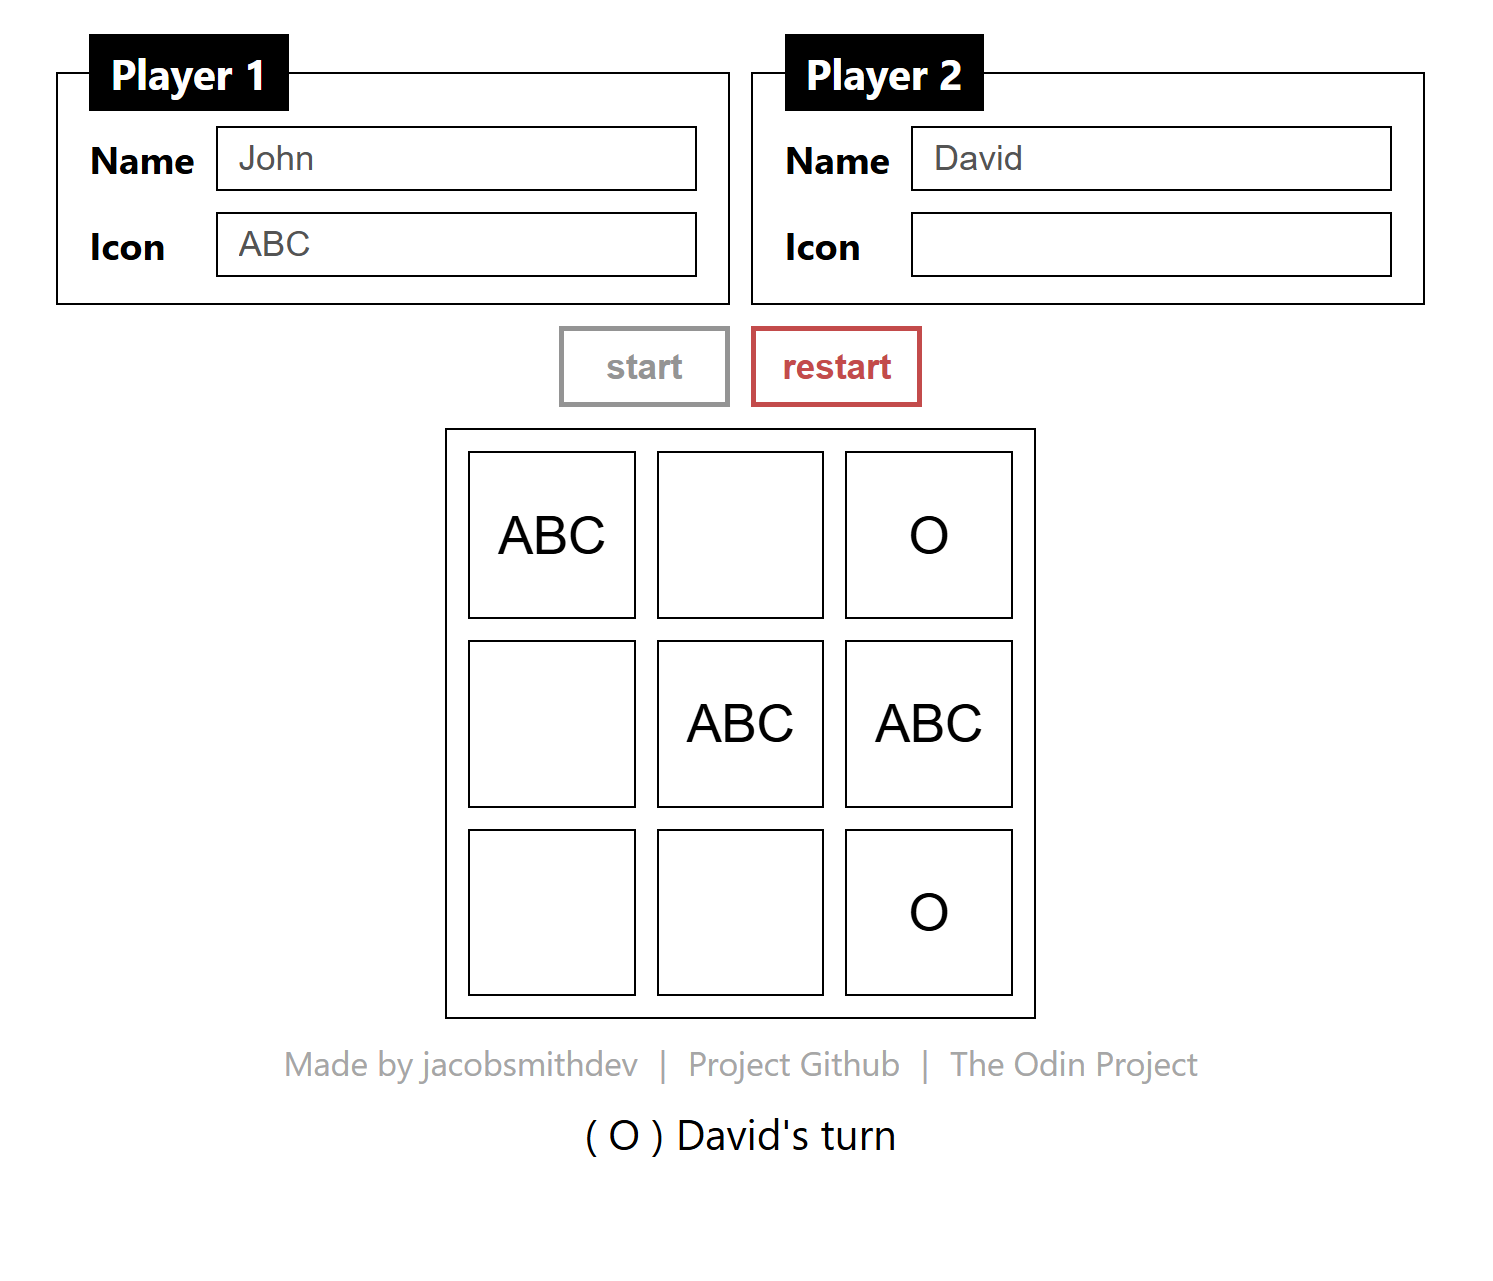 Player 1
Name John
Icon ABC
Player 2
Name David
Icon
start restart
ABC O
ABC ABC
O
Made by jacobsmithdev | Project Github | The Odin Project
( O ) David's turn